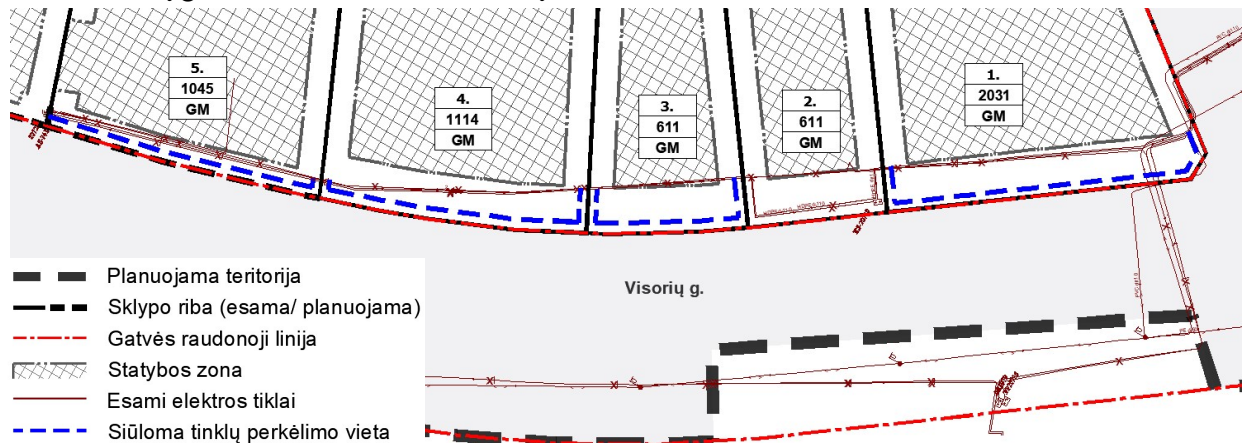 5.
1045
GM
4.
1114
GM
3.
611
GM
2.
611
GM
1.
2031
GM
Visorių g.
Planuojama teritorija
Sklypo riba (esama/ planuojama)
Gatvės raudonoji linija
Statybos zona
Esami elektros tiklai
Siūloma tinklų perkėlimo vieta